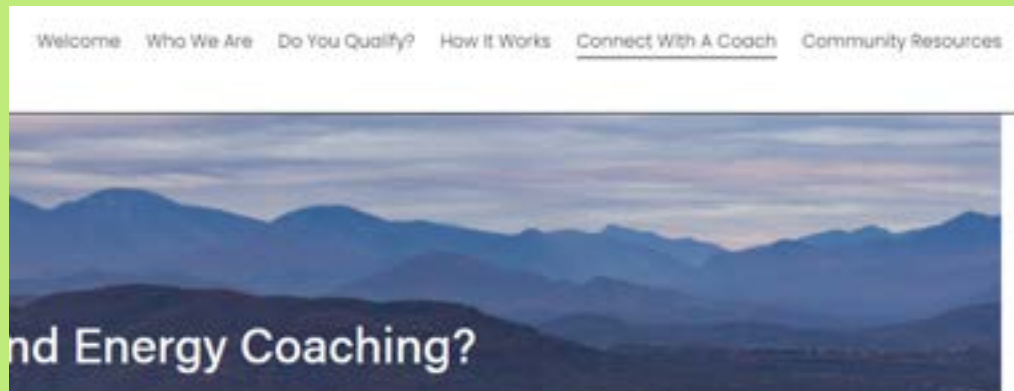 Welcome Who We Are Do You Qualify? How It Works Connect With A Coach Community Resources
nd Energy Coaching?